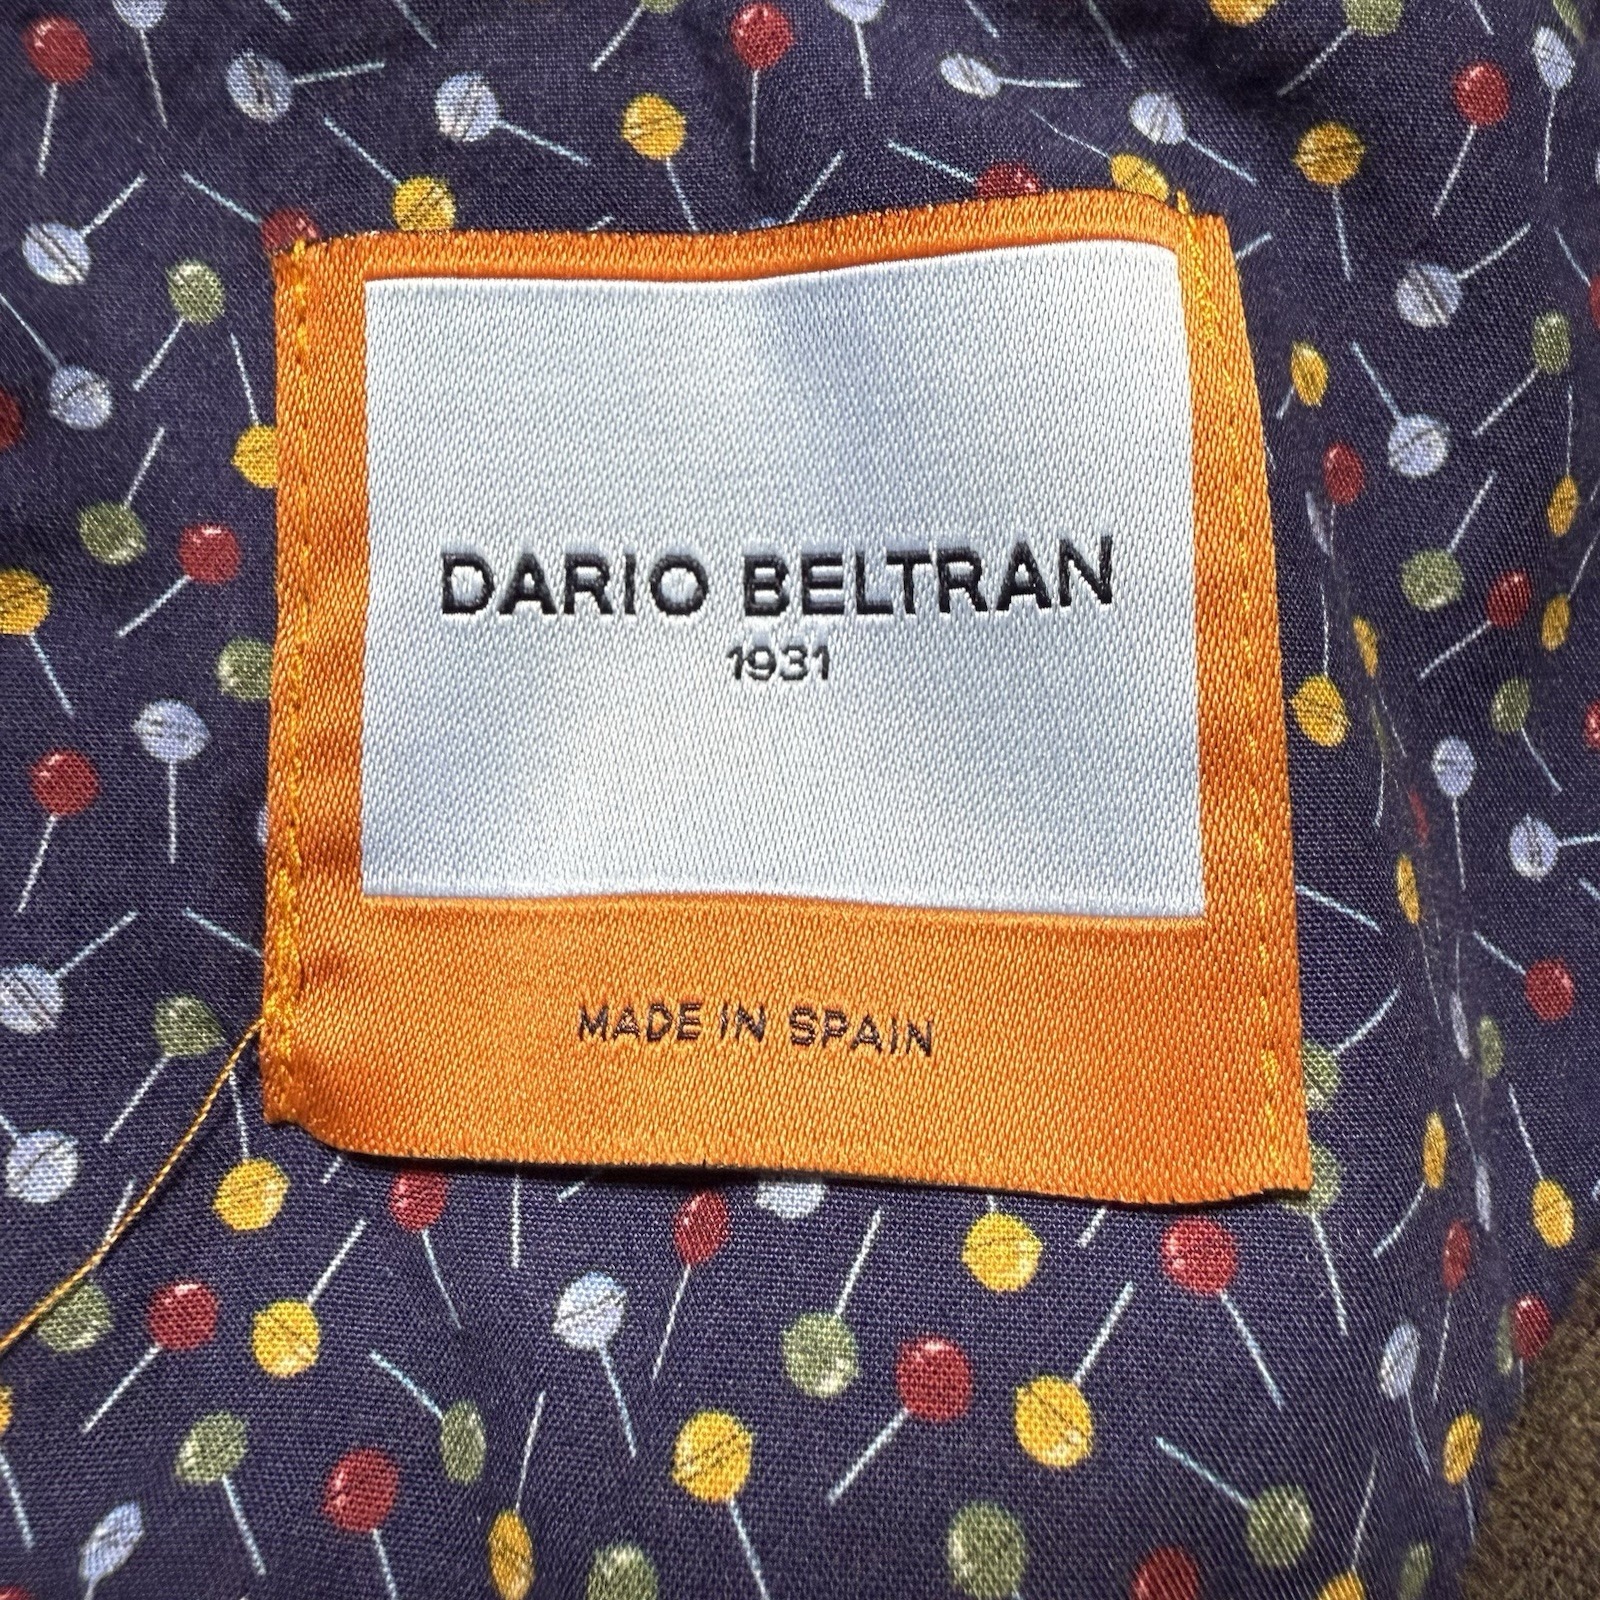 DARIO BELTRAN
1931
MADE IN SPAIN